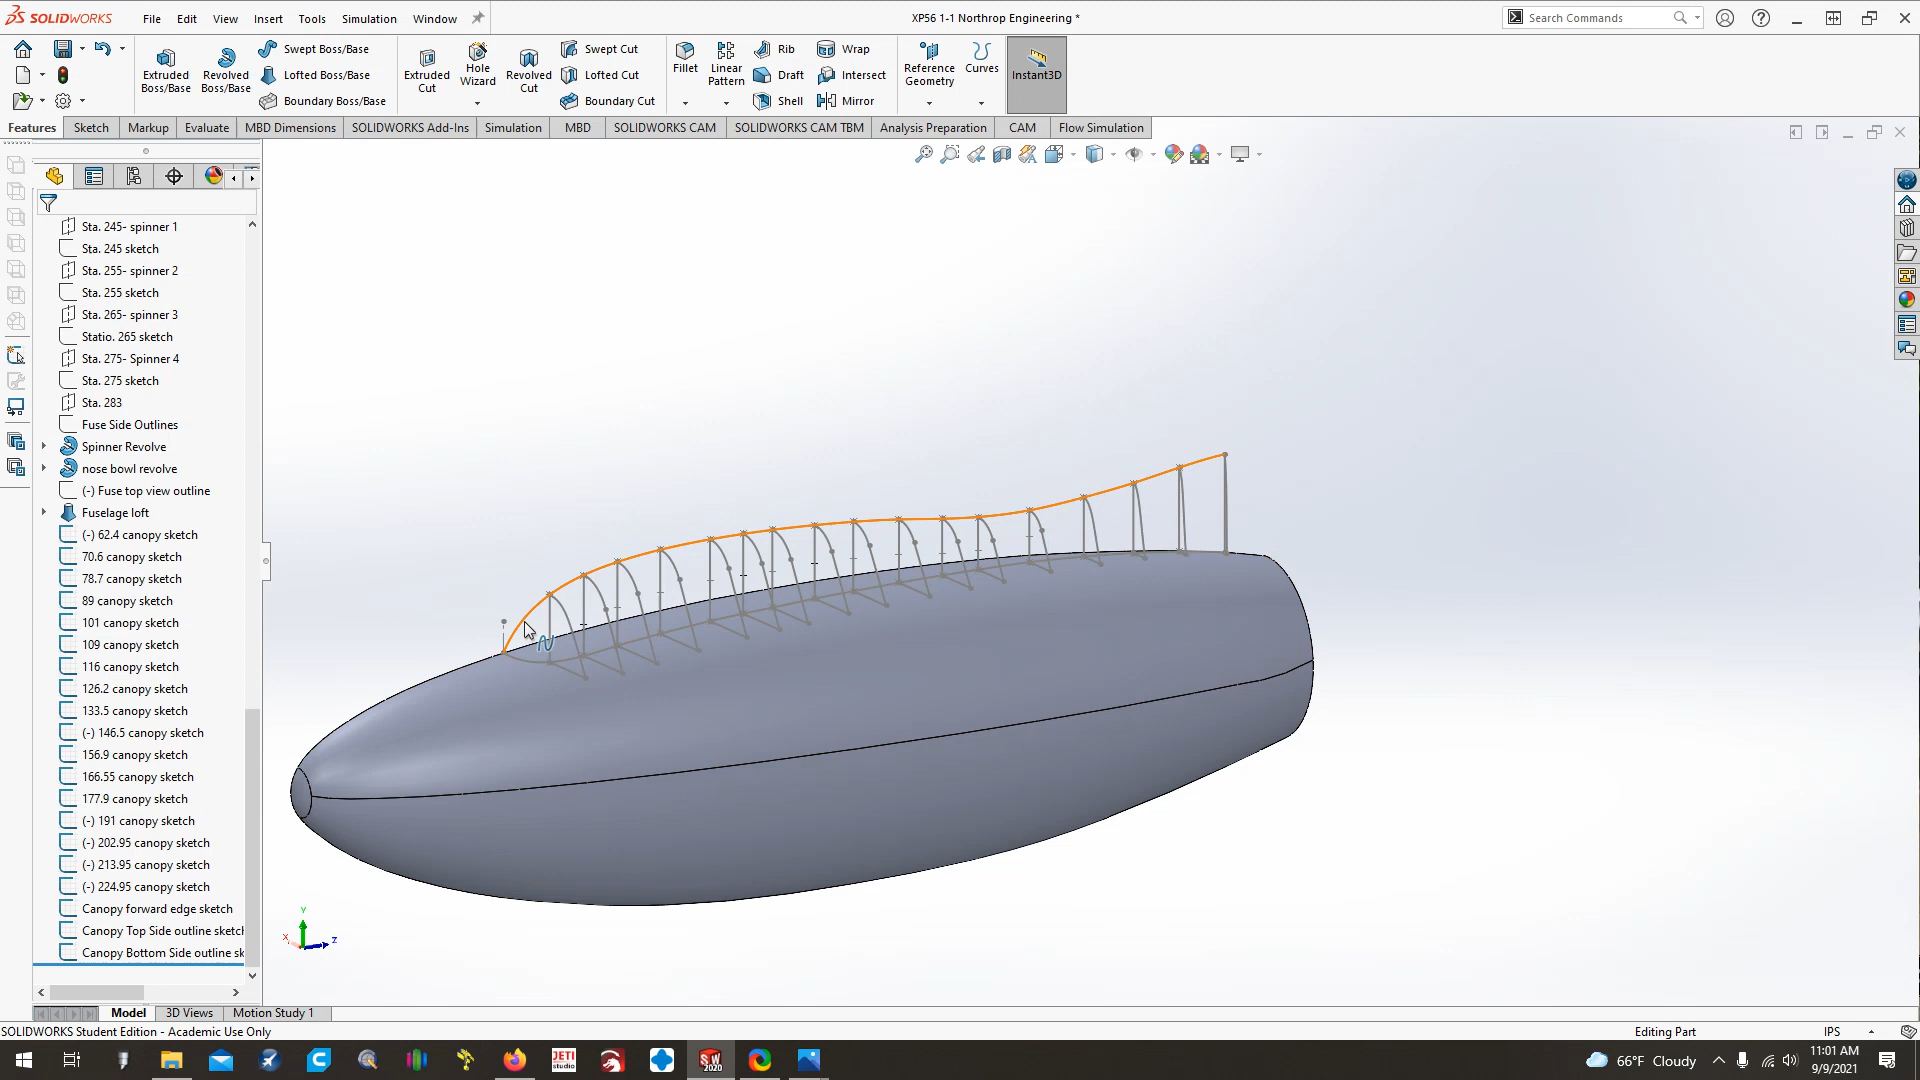 SOLIDWORKS File Edit View Insert Tools Simulation Window XP56 1-1 Northrop Engineering * Search Commands
Extruded Boss/Base
Revolved Boss/Base
Swept Boss/Base
Lofted Boss/Base
Boundary Boss/Base
Extruded Cut
Hole Wizard
Revolved Cut
Swept Cut
Lofted Cut
Boundary Cut
Fillet
Linear Pattern
Rib
Draft
Shell
Wrap
Intersect
Mirror
Reference Geometry
Curves
Instant3D
Features Sketch Markup Evaluate MBD Dimensions SOLIDWORKS Add-Ins Simulation MBD SOLIDWORKS CAM SOLIDWORKS CAM TBM Analysis Preparation CAM Flow Simulation
Sta. 245- spinner 1
Sta. 245 sketch
Sta. 255- spinner 2
Sta. 255 sketch
Sta. 265- spinner 3
Statio. 265 sketch
Sta. 275- Spinner 4
Sta. 275 sketch
Sta. 283
Fuse Side Outlines
Spinner Revolve
nose bowl revolve
(-) Fuse top view outline
Fuselage loft
(-) 62.4 canopy sketch
70.6 canopy sketch
78.7 canopy sketch
89 canopy sketch
101 canopy sketch
109 canopy sketch
116 canopy sketch
126.2 canopy sketch
133.5 canopy sketch
(-) 146.5 canopy sketch
156.9 canopy sketch
166.55 canopy sketch
177.9 canopy sketch
(-) 191 canopy sketch
(-) 202.95 canopy sketch
(-) 213.95 canopy sketch
(-) 224.95 canopy sketch
Canopy forward edge sketch
Canopy Top Side outline sketch
Canopy Bottom Side outline sk
Y
X
Z
Model 3D Views Motion Study 1
SOLIDWORKS Student Edition - Academic Use Only Editing Part IPS
JETI studio
SW 2020
66°F Cloudy
11:01 AM
9/9/2021